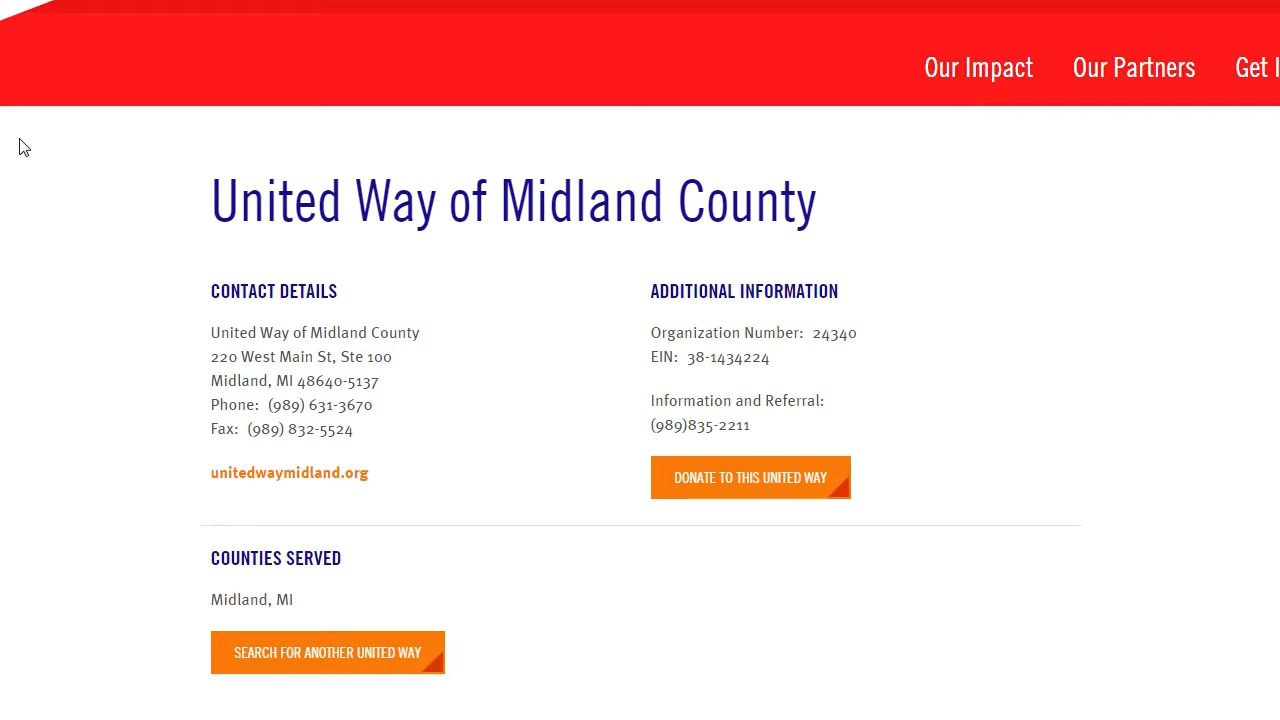 Our Impact
Our Partners
Get
United Way of Midland County
CONTACT DETAILS
United Way of Midland County
220 West Main St, Ste 100
Midland, MI 48640-5137
Phone: (989) 631-3670
Fax: (989) 832-5524
unitedwaymidland.org
ADDITIONAL INFORMATION
Organization Number: 24340
EIN: 38-1434224
Information and Referral:
(989)835-2211
DONATE TO THIS UNITED WAY
COUNTIES SERVED
Midland, MI
SEARCH FOR ANOTHER UNITED WAY